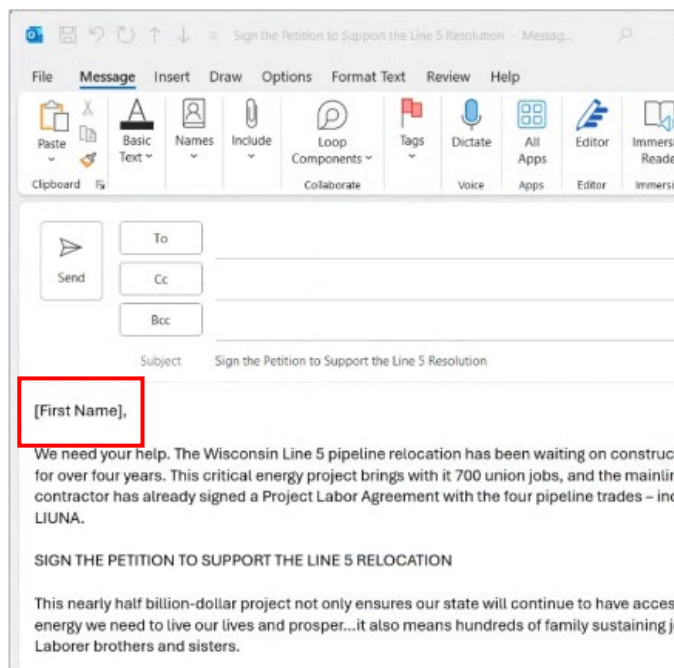 Sign the Petition to Support the Line 5 Resolution - Messag...
File Message Insert Draw Options Format Text Review Help
Paste
Basic Text
Names
Include
Loop Components
Tags
Dictate
All Apps
Editor
Immersi
Reade
Clipboard
Collaborate
Voice
Apps
Editor
Immersi
Send
To
Cc
Bcc
Subject Sign the Petition to Support the Line 5 Resolution
[First Name],
We need your help. The Wisconsin Line 5 pipeline relocation has been waiting on construc
for over four years. This critical energy project brings with it 700 union jobs, and the mainli
contractor has already signed a Project Labor Agreement with the four pipeline trades – in
LIUNA.
SIGN THE PETITION TO SUPPORT THE LINE 5 RELOCATION
This nearly half billion-dollar project not only ensures our state will continue to have acces
energy we need to live our lives and prosper...it also means hundreds of family sustaining j
Laborer brothers and sisters.